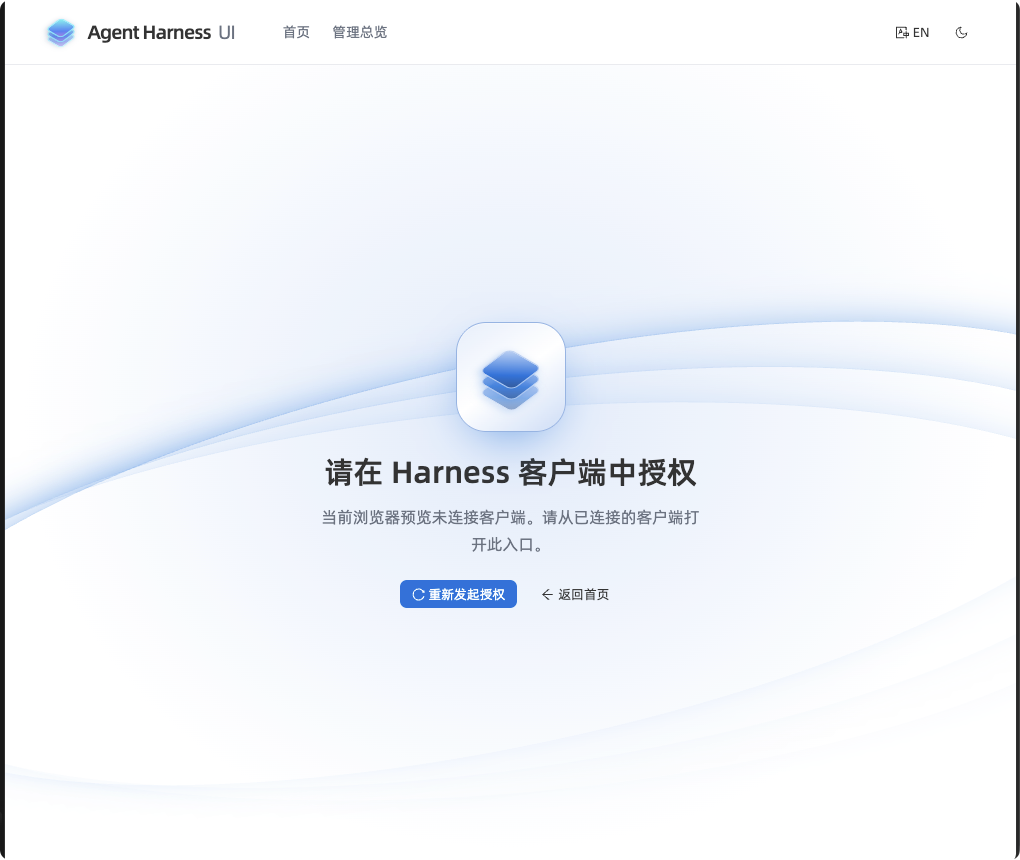 Agent Harness UI 首页 管理总览 EN
请在 Harness 客户端中授权
当前浏览器预览未连接客户端。请从已连接的客户端打
开此入口。
重新发起授权 返回首页